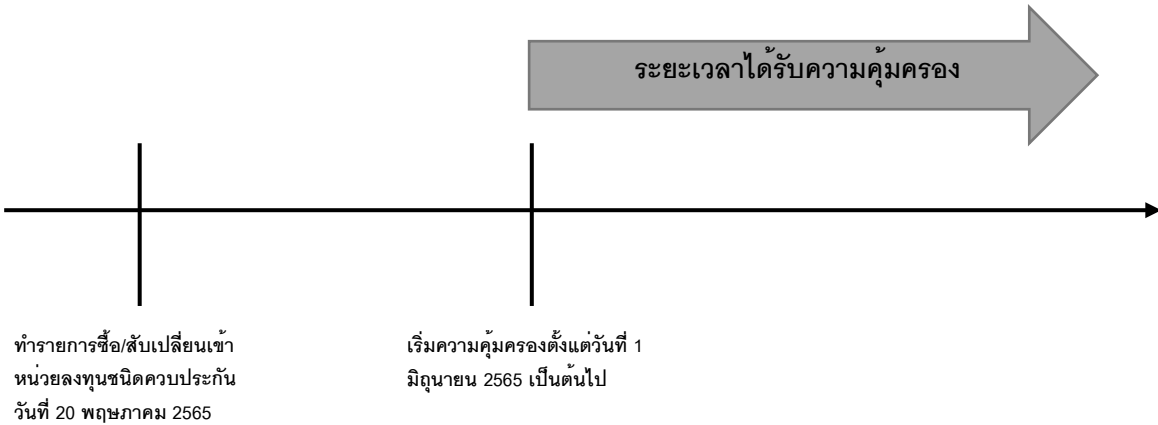 ระยะเวลาได้รับความคุ้มครอง
ทำรายการซื้อ/สับเปลี่ยนเข้า
หน่วยลงทุนชนิดควบประกัน
วันที่ 20 พฤษภาคม 2565
เริ่มความคุ้มครองตั้งแต่วันที่ 1
มิถุนายน 2565 เป็นต้นไป